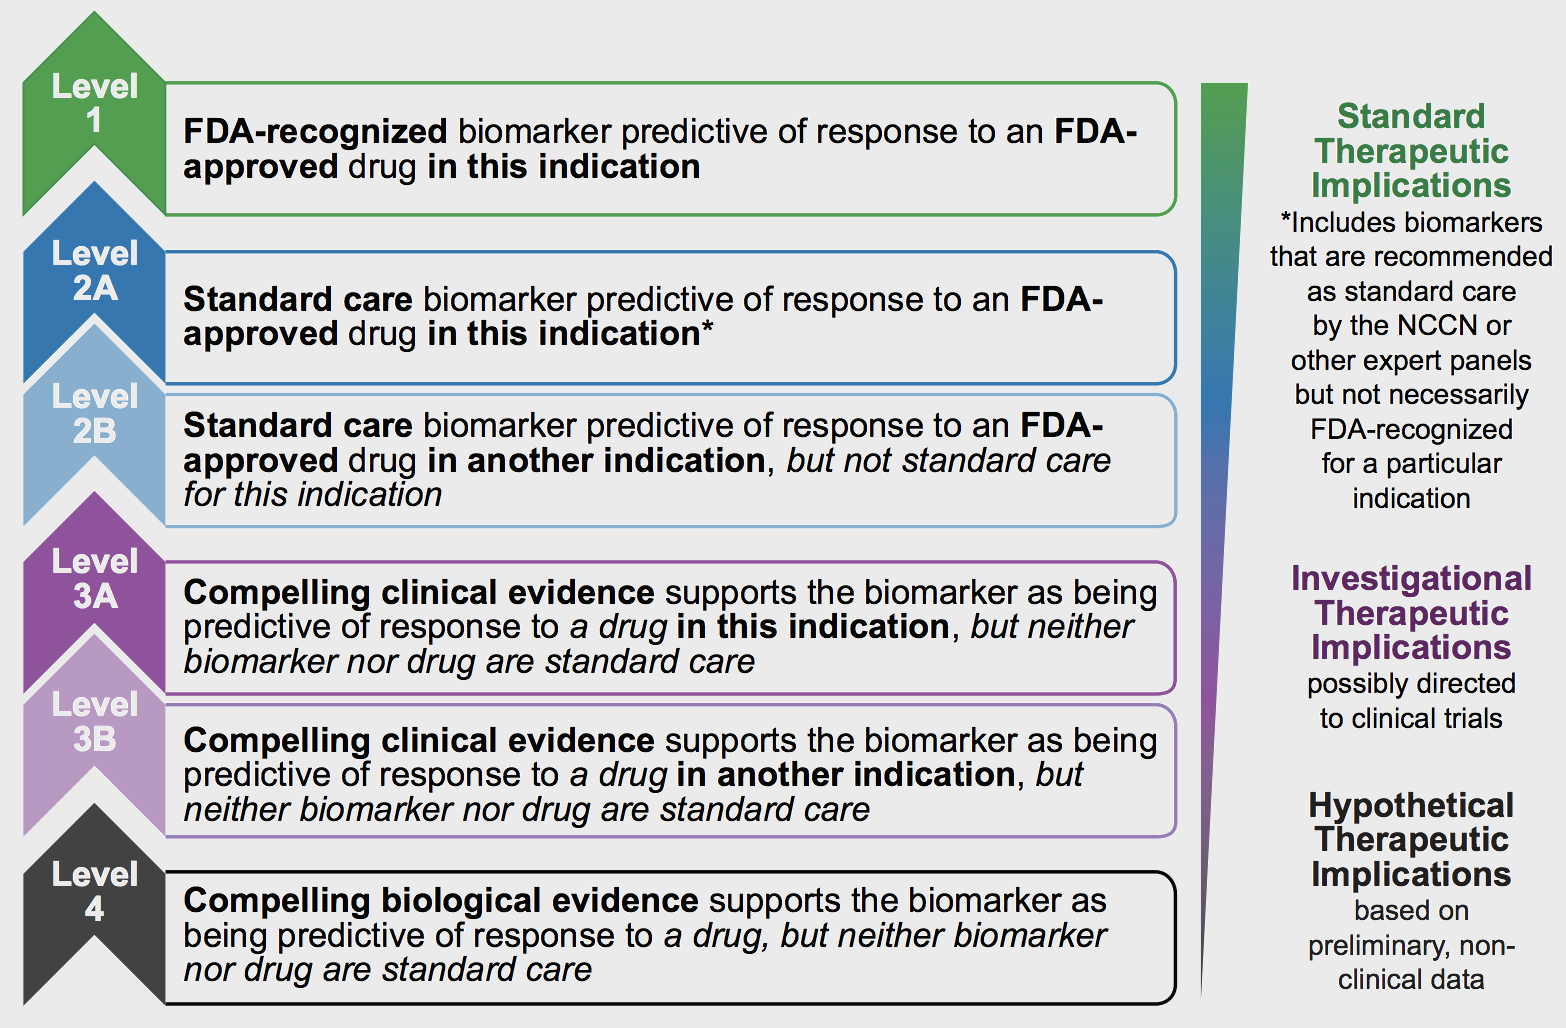 Level
1
FDA-recognized biomarker predictive of response to an FDA-
approved drug in this indication
Level
2A
Standard care biomarker predictive of response to an FDA-
approved drug in this indication*
Level
2B
Standard care biomarker predictive of response to an FDA-
approved drug in another indication, but not standard care
for this indication
Level
3A
Compelling clinical evidence supports the biomarker as being
predictive of response to a drug in this indication, but neither
biomarker nor drug are standard care
Level
3B
Compelling clinical evidence supports the biomarker as being
predictive of response to a drug in another indication, but
neither biomarker nor drug are standard care
Level
4
Compelling biological evidence supports the biomarker as
being predictive of response to a drug, but neither biomarker
nor drug are standard care
Standard
Therapeutic
Implications
*Includes biomarkers
that are recommended
as standard care
by the NCCN or
other expert panels
but not necessarily
FDA-recognized
for a particular
indication
Investigational
Therapeutic
Implications
possibly directed
to clinical trials
Hypothetical
Therapeutic
Implications
based on
preliminary, non-
clinical data